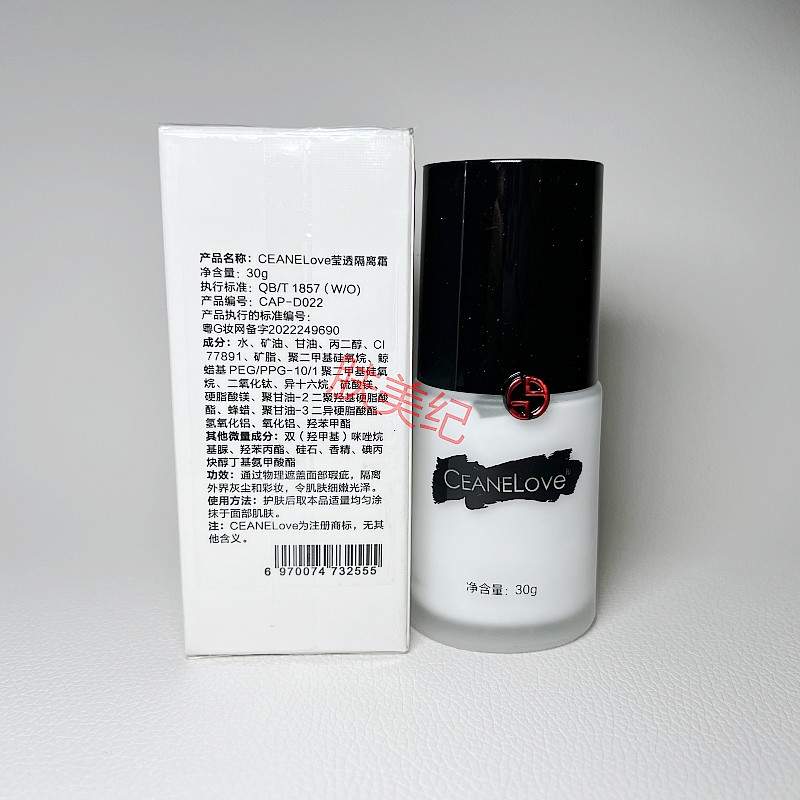 产品名称：CEANELove莹透隔离霜
净含量：30g
执行标准：QB/T 1857（W/O）
产品编号：CAP-D022
产品执行的标准编号：
粤G妆网备字2022249690
成分：水、矿油、甘油、丙二醇、CI
77891、矿脂、聚二甲基硅氧烷、鲸
蜡基 PEG/PPG-10/1 聚二甲基硅氧
烷、二氧化钛、异十六烷、硫酸镁、
硬脂酸镁、聚甘油-2 二聚羟基硬脂酸
酯、蜂蜡、聚甘油-3 二异硬脂酸酯、
氢氧化铝、氧化铝、羟苯甲酯
其他微量成分：双（羟甲基）咪唑烷
基脲、羟苯丙酯、硅石、香精、碘丙
炔醇丁基氨甲酸酯
功效：通过物理遮盖面部瑕疵，隔离
外界灰尘和彩妆，令肌肤细嫩光泽。
使用方法：护肤后取本品适量均匀涂
抹于面部肌肤。
注：CEANELove为注册商标，无其
他含义。
6 970074 732555
肤美纪
CEANELove
净含量：30g